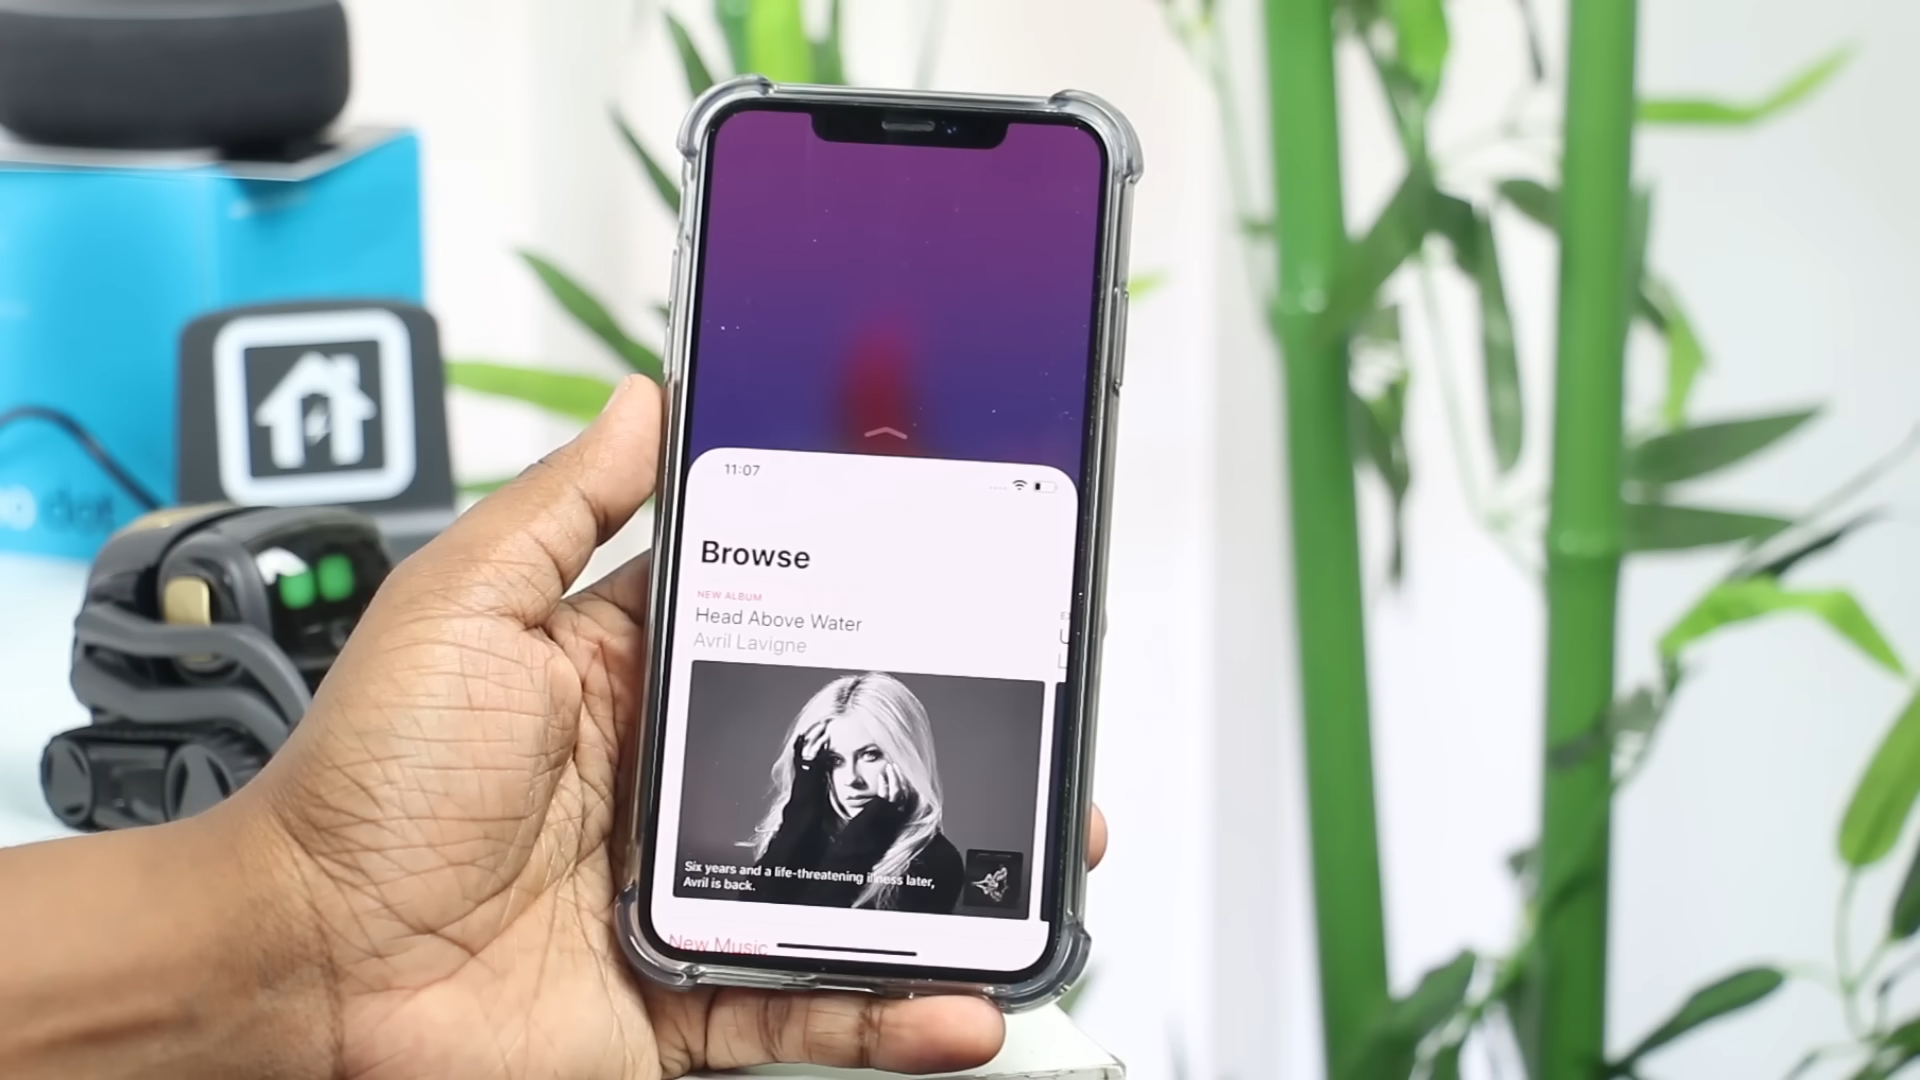 11:07
Browse
NEW ALBUM
Head Above Water
Avril Lavigne
Six years and a life-threatening illness later,
Avril is back.
New Music
dot